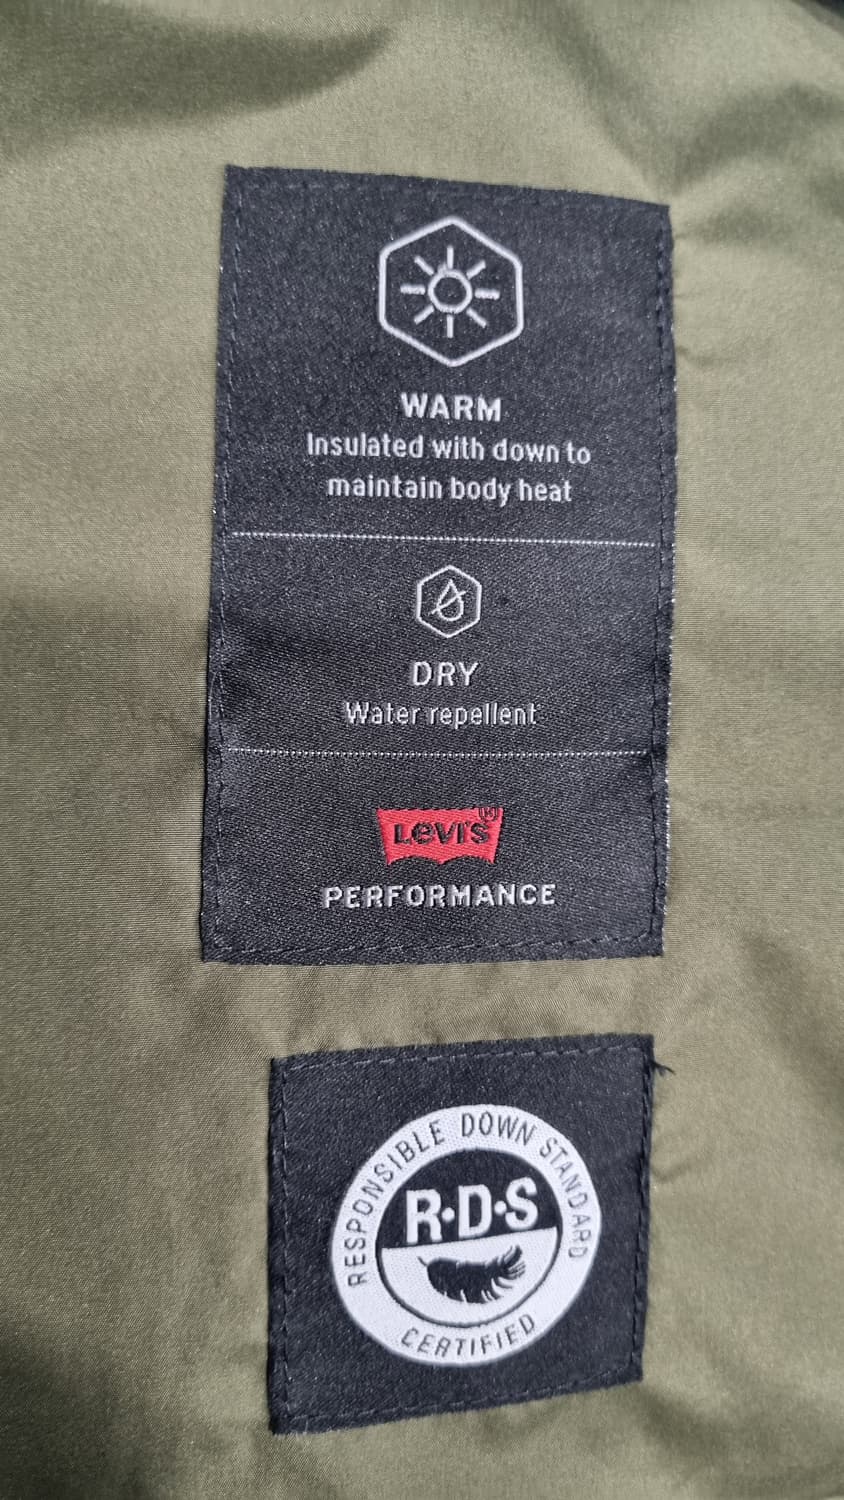 WARM
Insulated with down to
maintain body heat
DRY
Water repellent
LEVI'S®
PERFORMANCE
RESPONSIBLE DOWN STANDARD
R·D·S
CERTIFIED